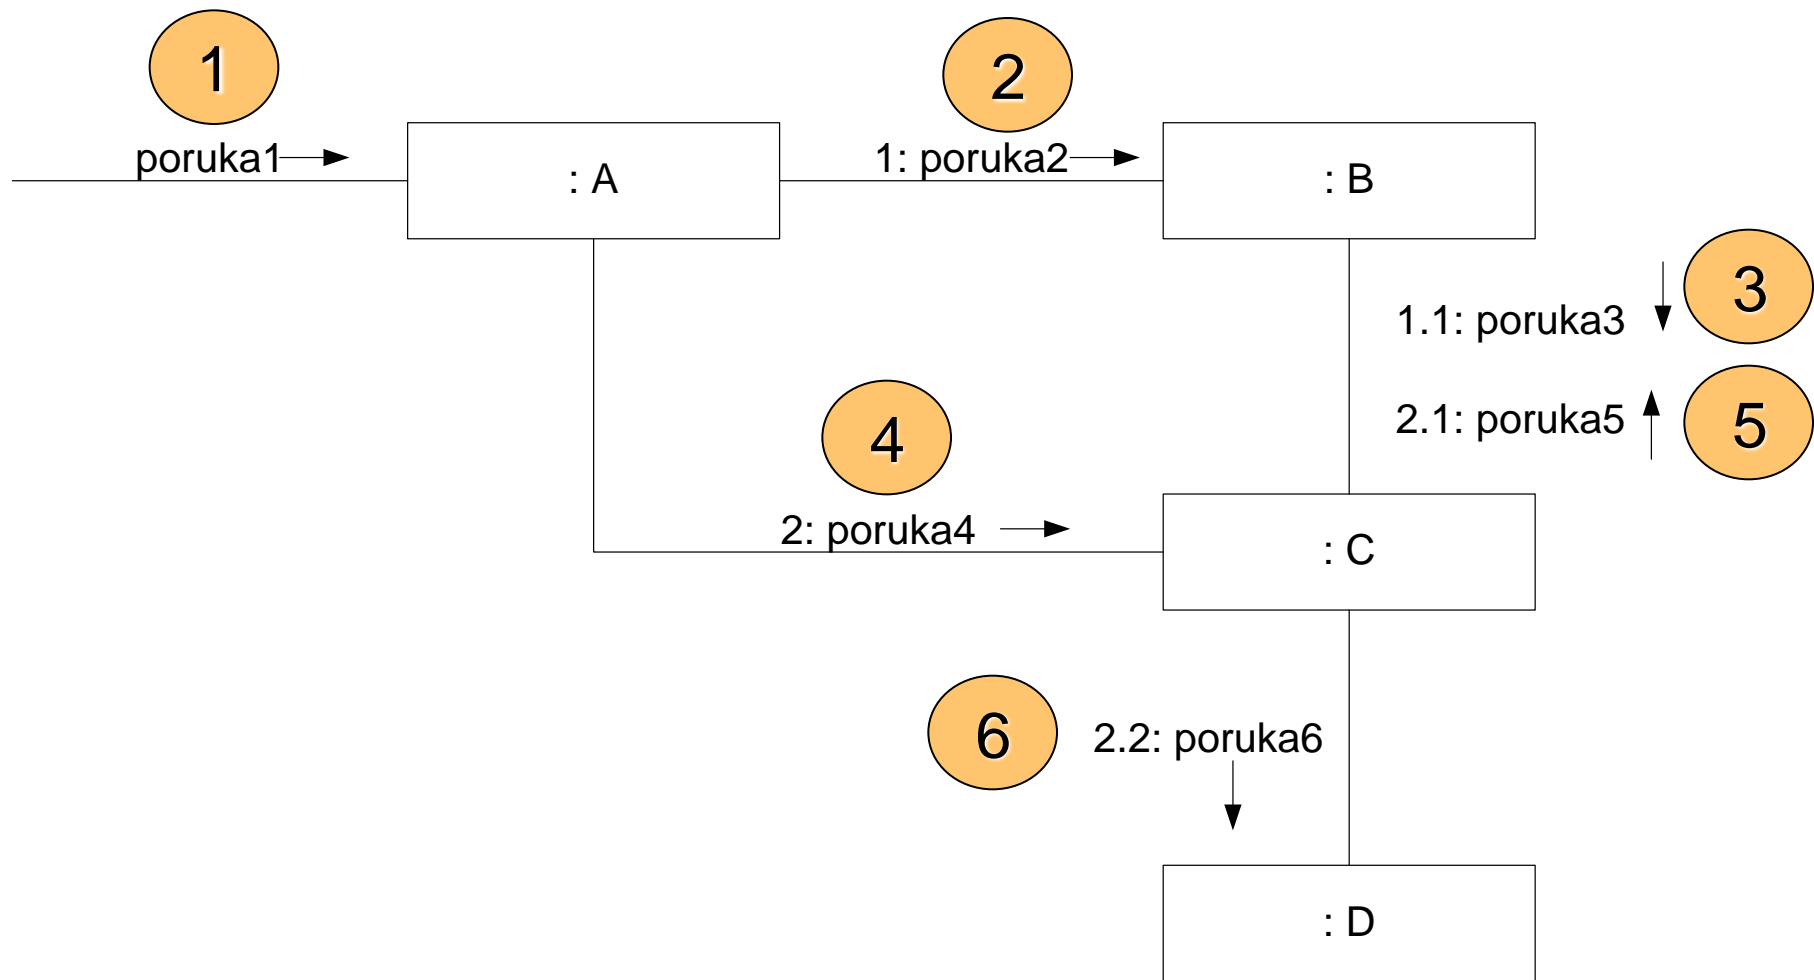 1
2
poruka1
: A
1: poruka2
: B
3
1.1: poruka3
5
2.1: poruka5
4
2: poruka4
: C
6
2.2: poruka6
: D